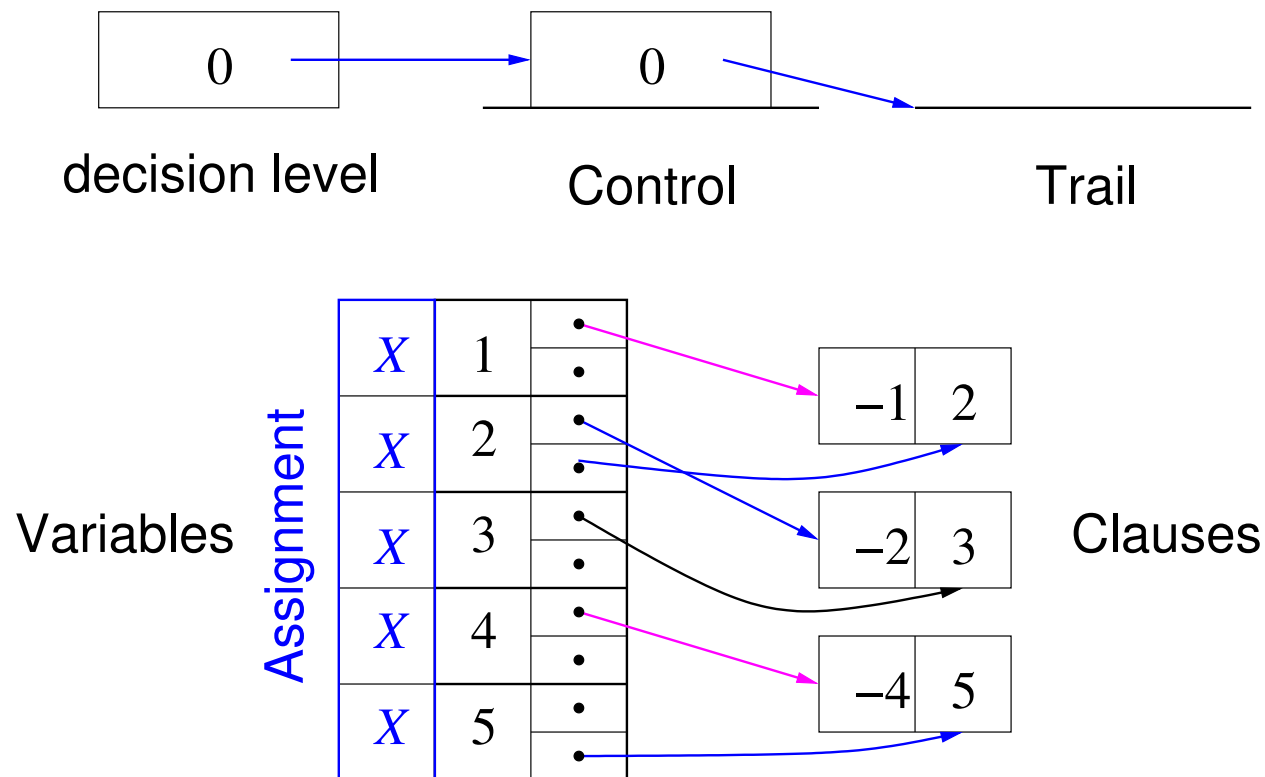 0
0
decision level
Control
Trail
Variables
Assignment
X 1
X 2
X 3
X 4
X 5
−1 2
−2 3
−4 5
Clauses